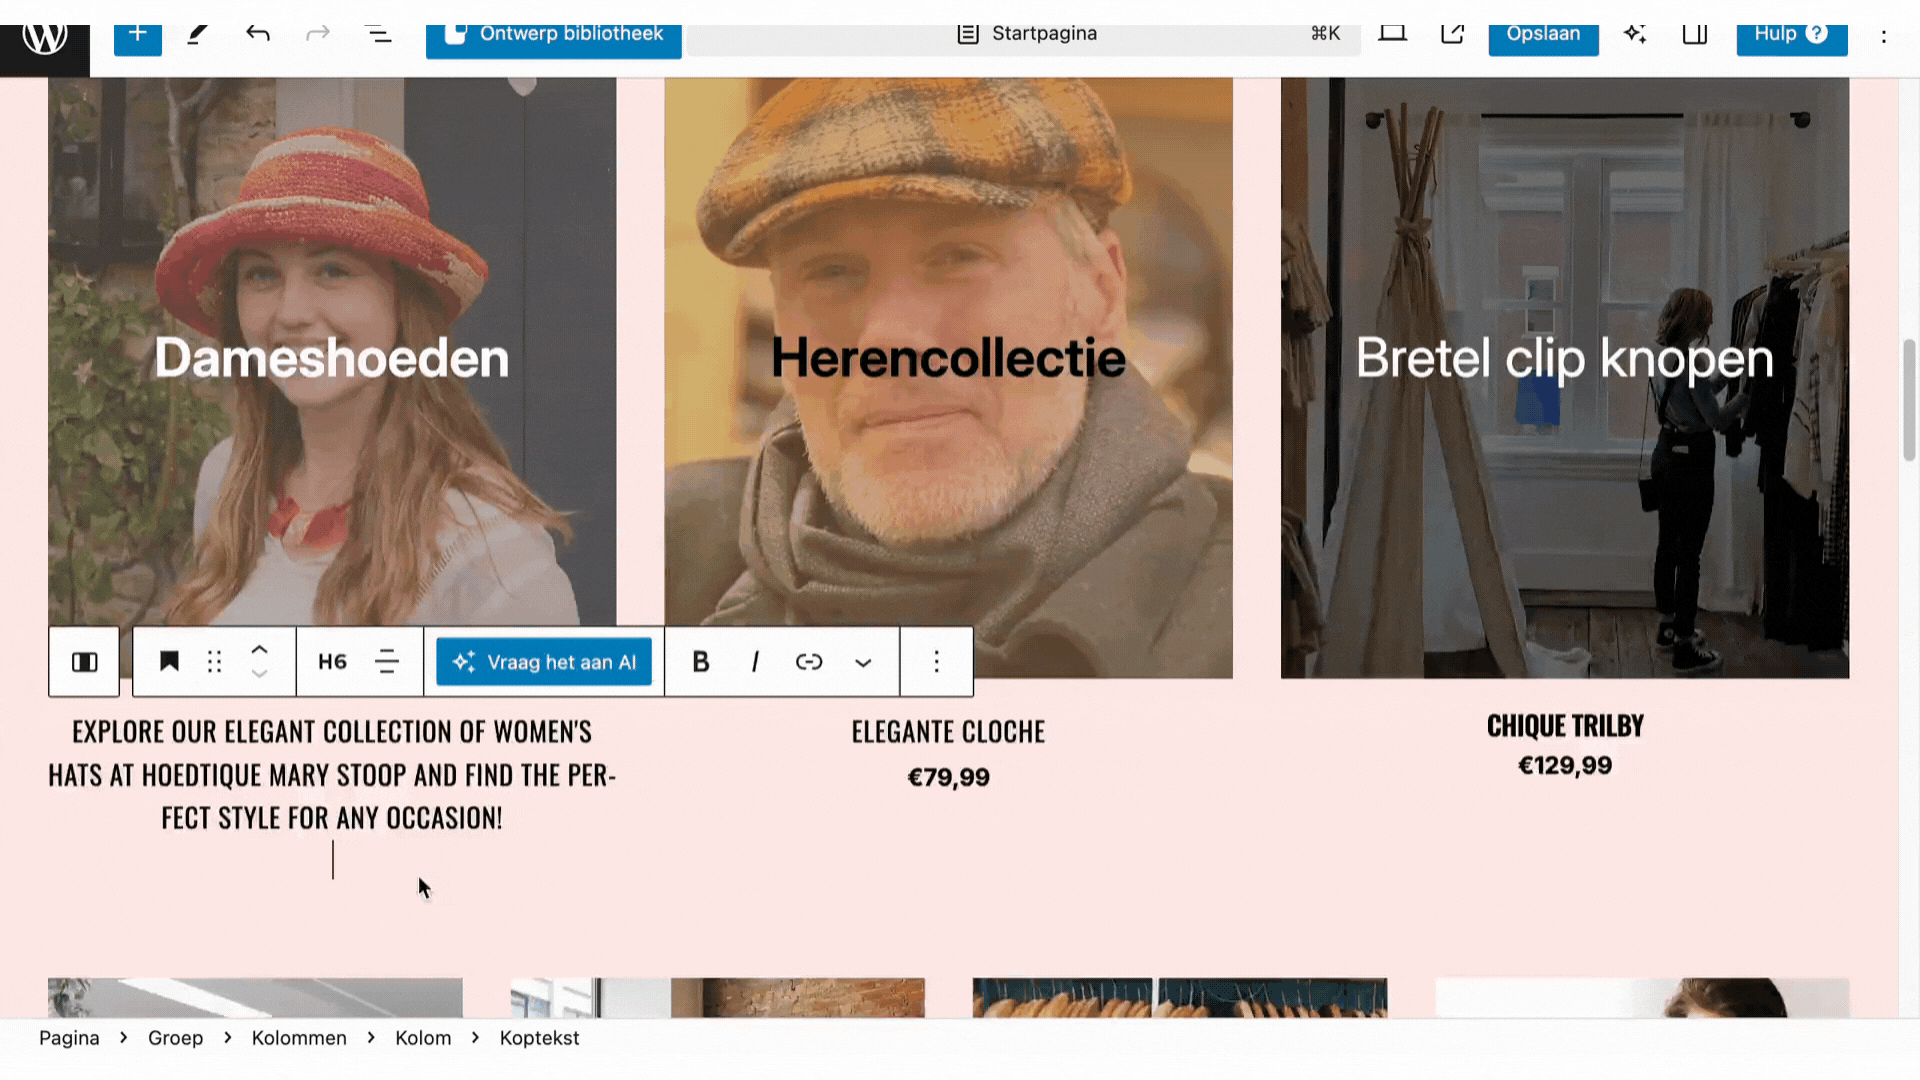 Ontwerp bibliotheek
Startpagina
⌘K
Opslaan
Hulp ?
Dameshoeden
Herencollectie
Bretel clip knopen
H6
Vraag het aan AI
B
I
EXPLORE OUR ELEGANT COLLECTION OF WOMEN'S
HATS AT HOEDTIQUE MARY STOOP AND FIND THE PER-
FECT STYLE FOR ANY OCCASION!
ELEGANTE CLOCHE
€79,99
CHIQUE TRILBY
€129,99
Pagina > Groep > Kolommen > Kolom > Koptekst